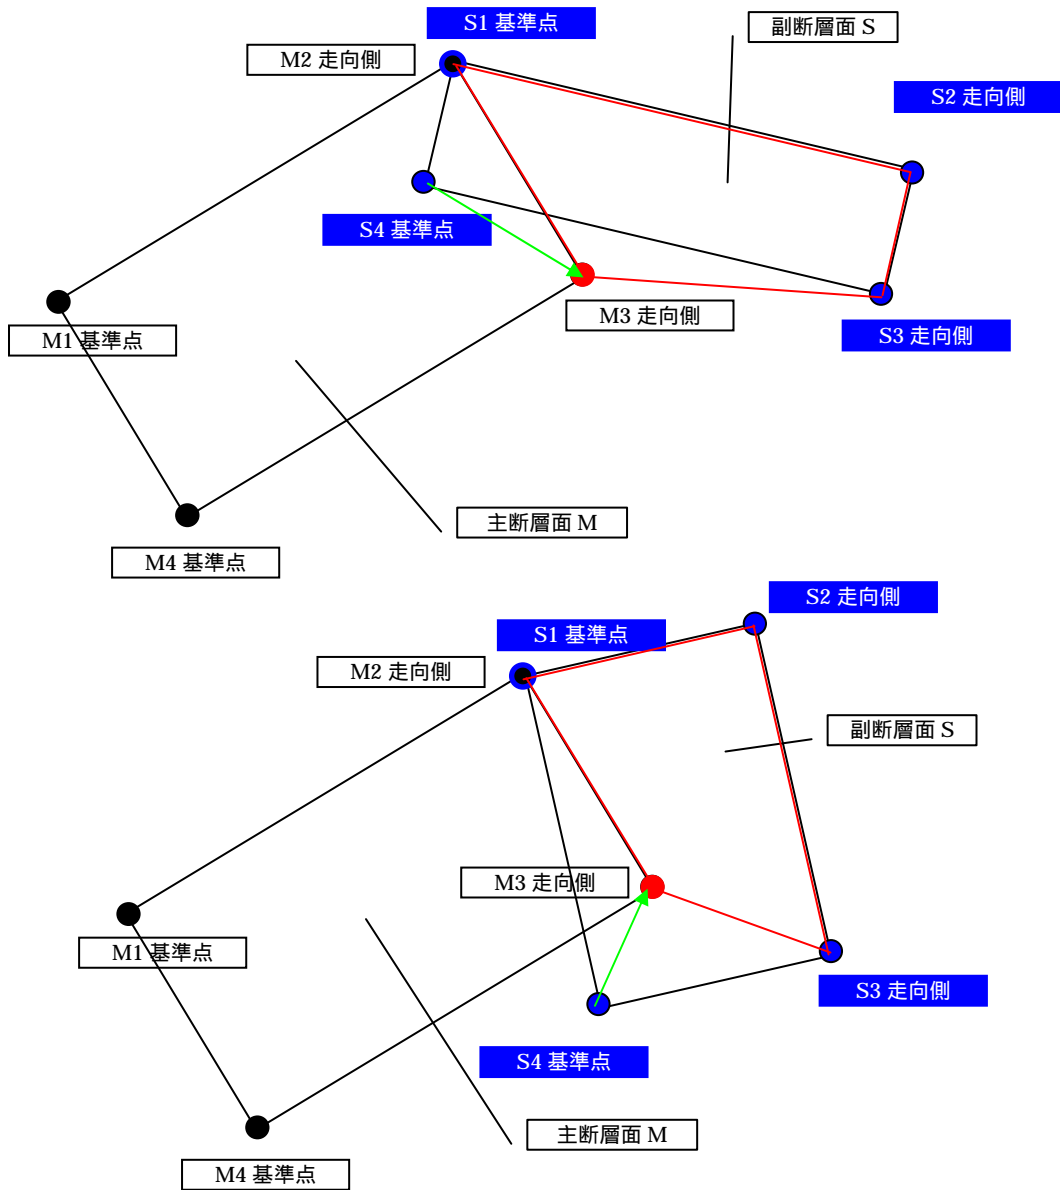 S1 基準点
副断層面 S
M2 走向側
S2 走向側
S4 基準点
M3 走向側
M1 基準点
S3 走向側
主断層面 M
M4 基準点
S2 走向側
S1 基準点
M2 走向側
副断層面 S
M3 走向側
M1 基準点
S3 走向側
S4 基準点
主断層面 M
M4 基準点